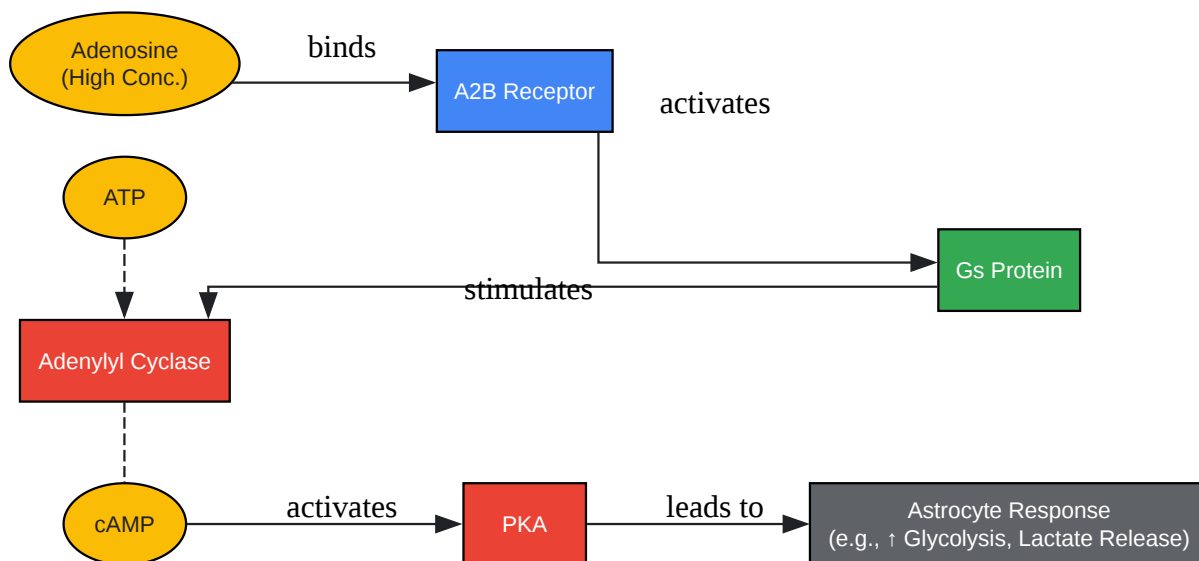 Adenosine
(High Conc.)
binds
A2B Receptor
activates
ATP
Gs Protein
stimulates
Adenylyl Cyclase
cAMP
activates
PKA
leads to
Astrocyte Response
(e.g., ↑ Glycolysis, Lactate Release)